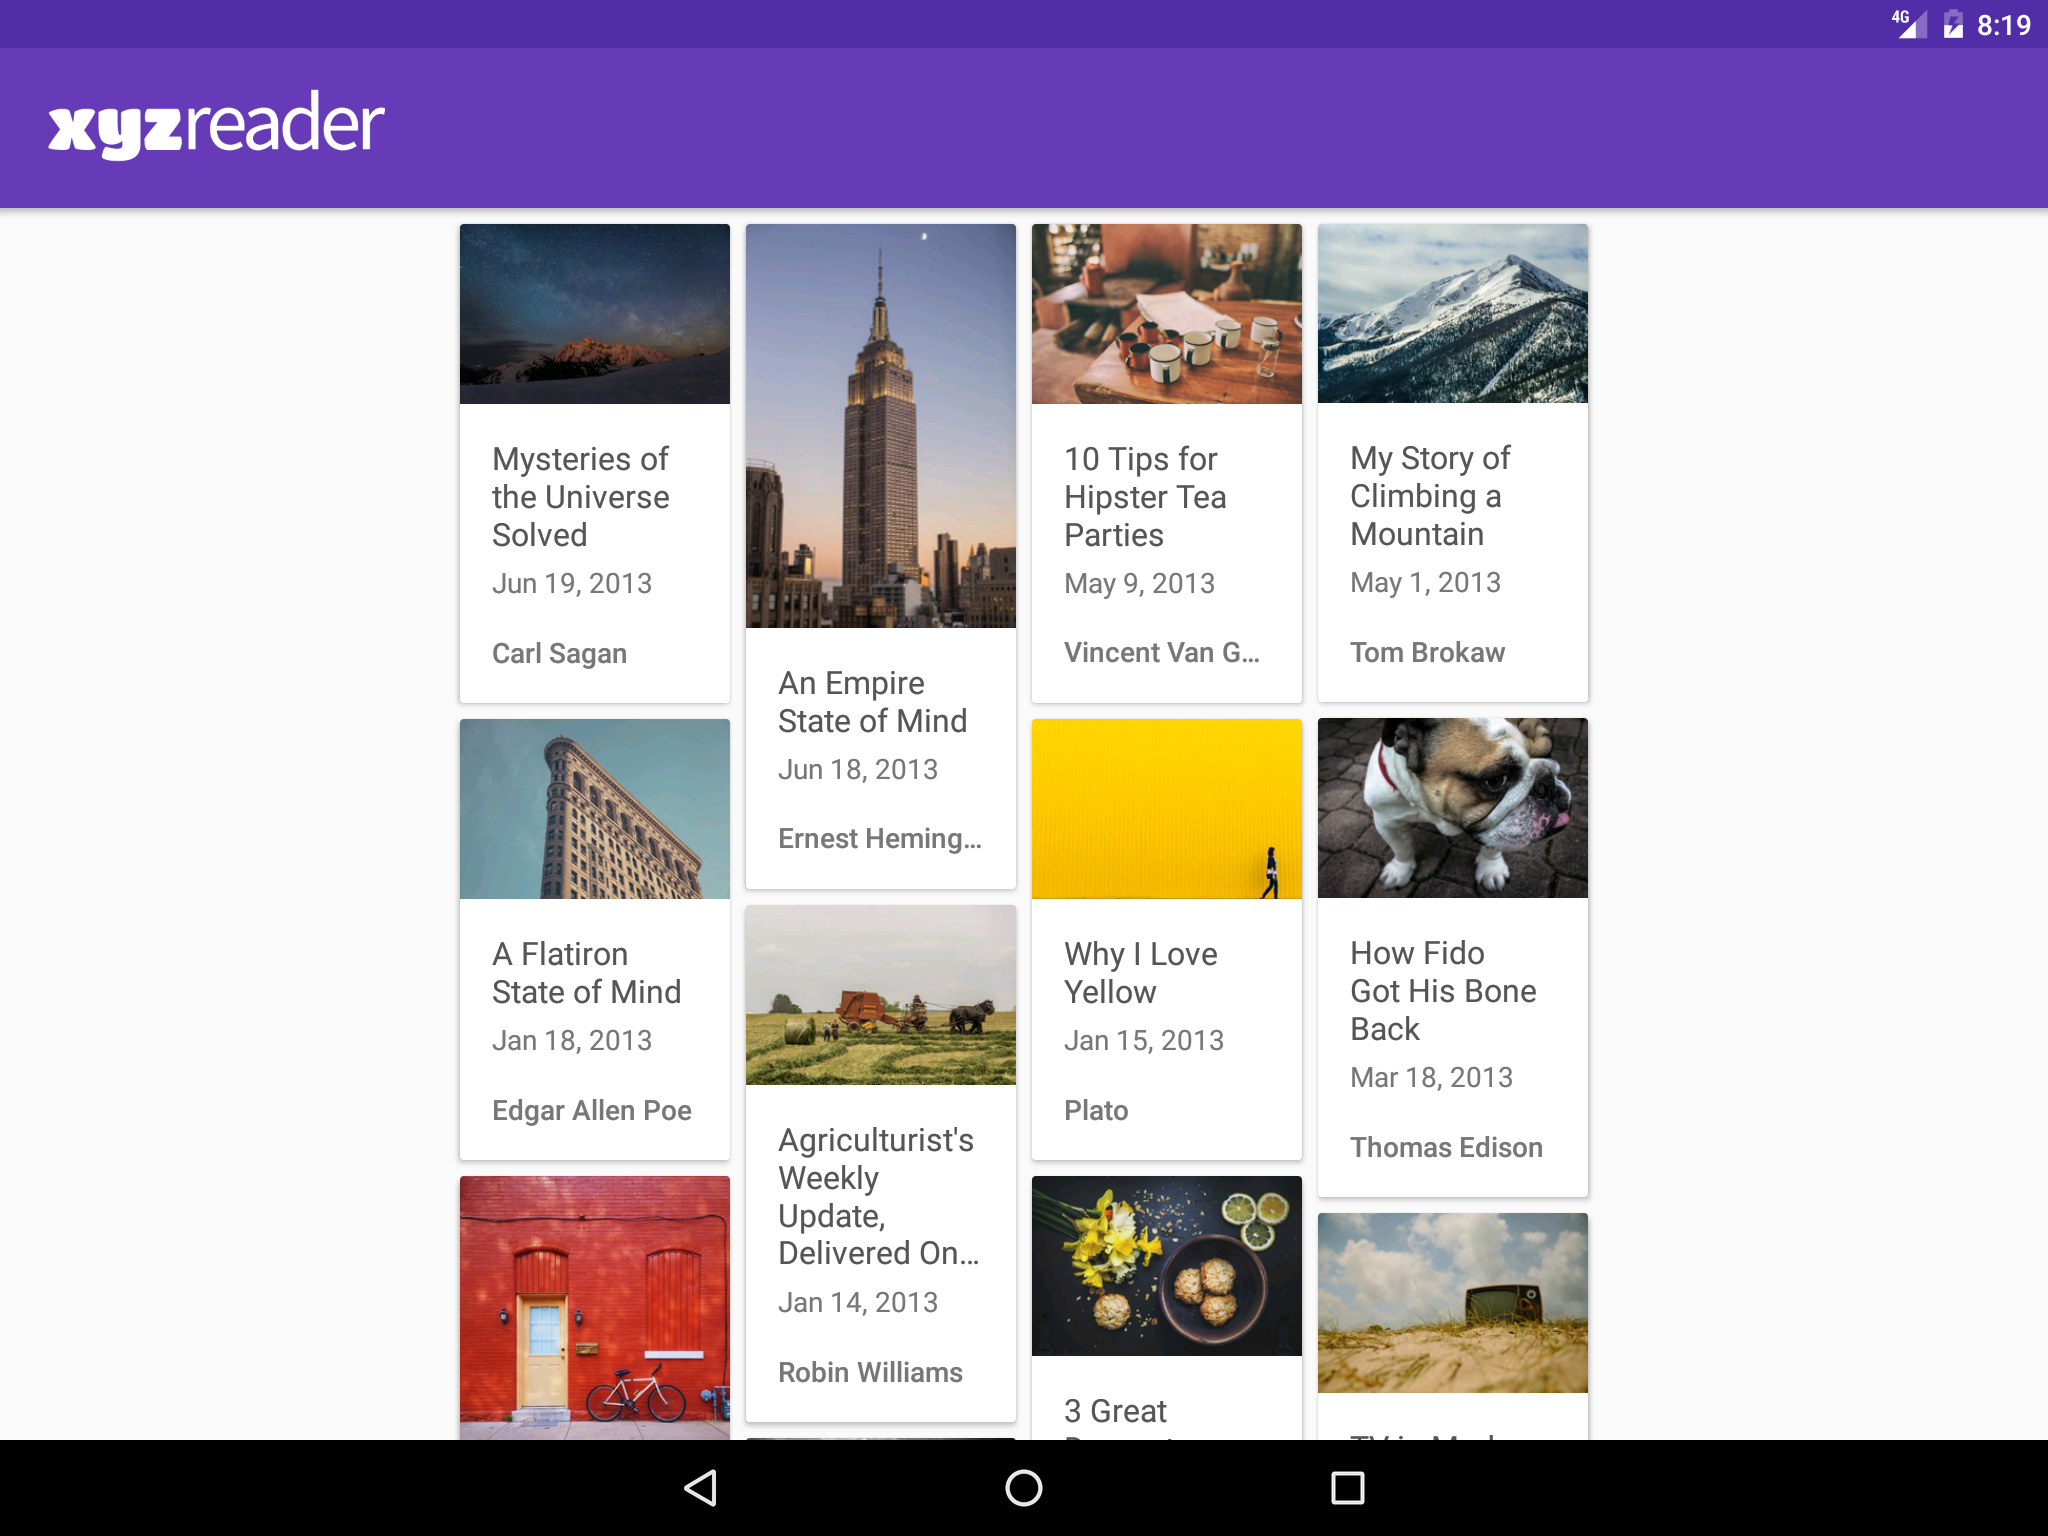 4G 8:19
xyzreader
Mysteries of
the Universe
Solved
Jun 19, 2013
Carl Sagan
An Empire
State of Mind
Jun 18, 2013
Ernest Heming...
10 Tips for
Hipster Tea
Parties
May 9, 2013
Vincent Van G...
My Story of
Climbing a
Mountain
May 1, 2013
Tom Brokaw
A Flatiron
State of Mind
Jan 18, 2013
Edgar Allen Poe
Agriculturist's
Weekly
Update,
Delivered On...
Jan 14, 2013
Robin Williams
Why I Love
Yellow
Jan 15, 2013
Plato
How Fido
Got His Bone
Back
Mar 18, 2013
Thomas Edison
3 Great